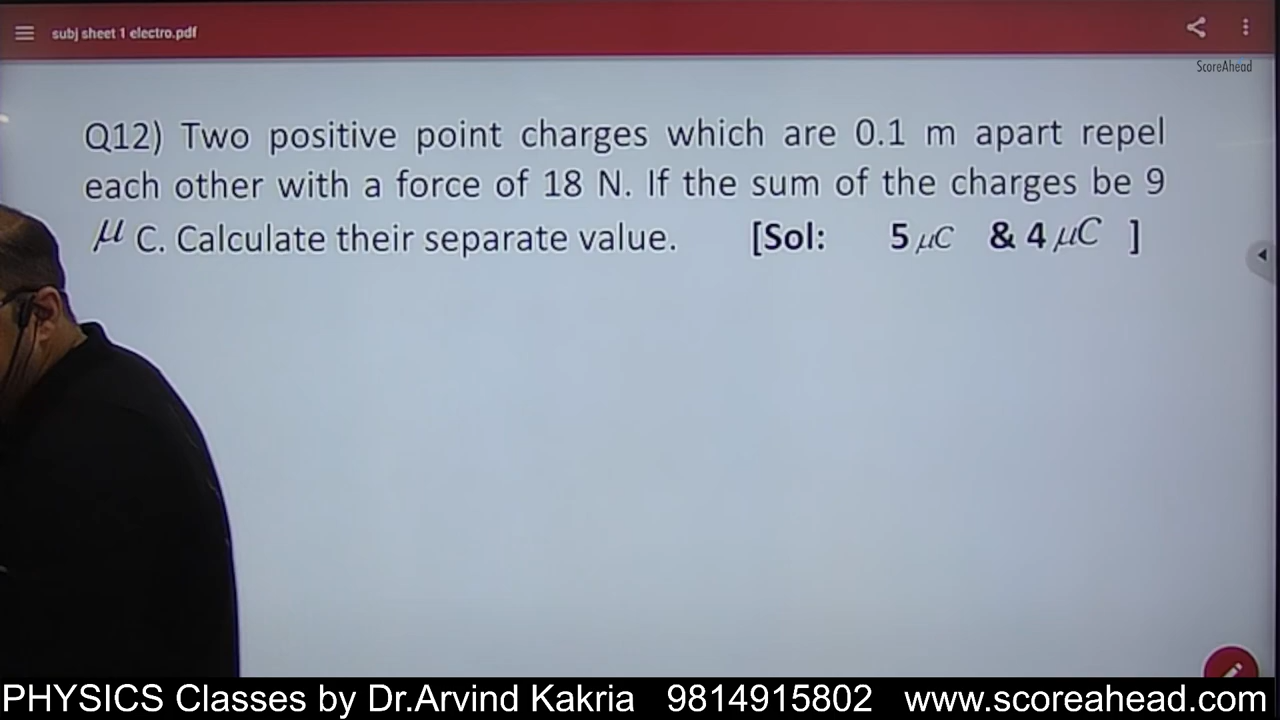 subj sheet 1 electro.pdf
ScoreAhead
Q12) Two positive point charges which are 0.1 m apart repel
each other with a force of 18 N. If the sum of the charges be 9
μ C. Calculate their separate value. [Sol: 5 μC & 4 μC ]
PHYSICS Classes by Dr.Arvind Kakria 9814915802 www.scoreahead.com